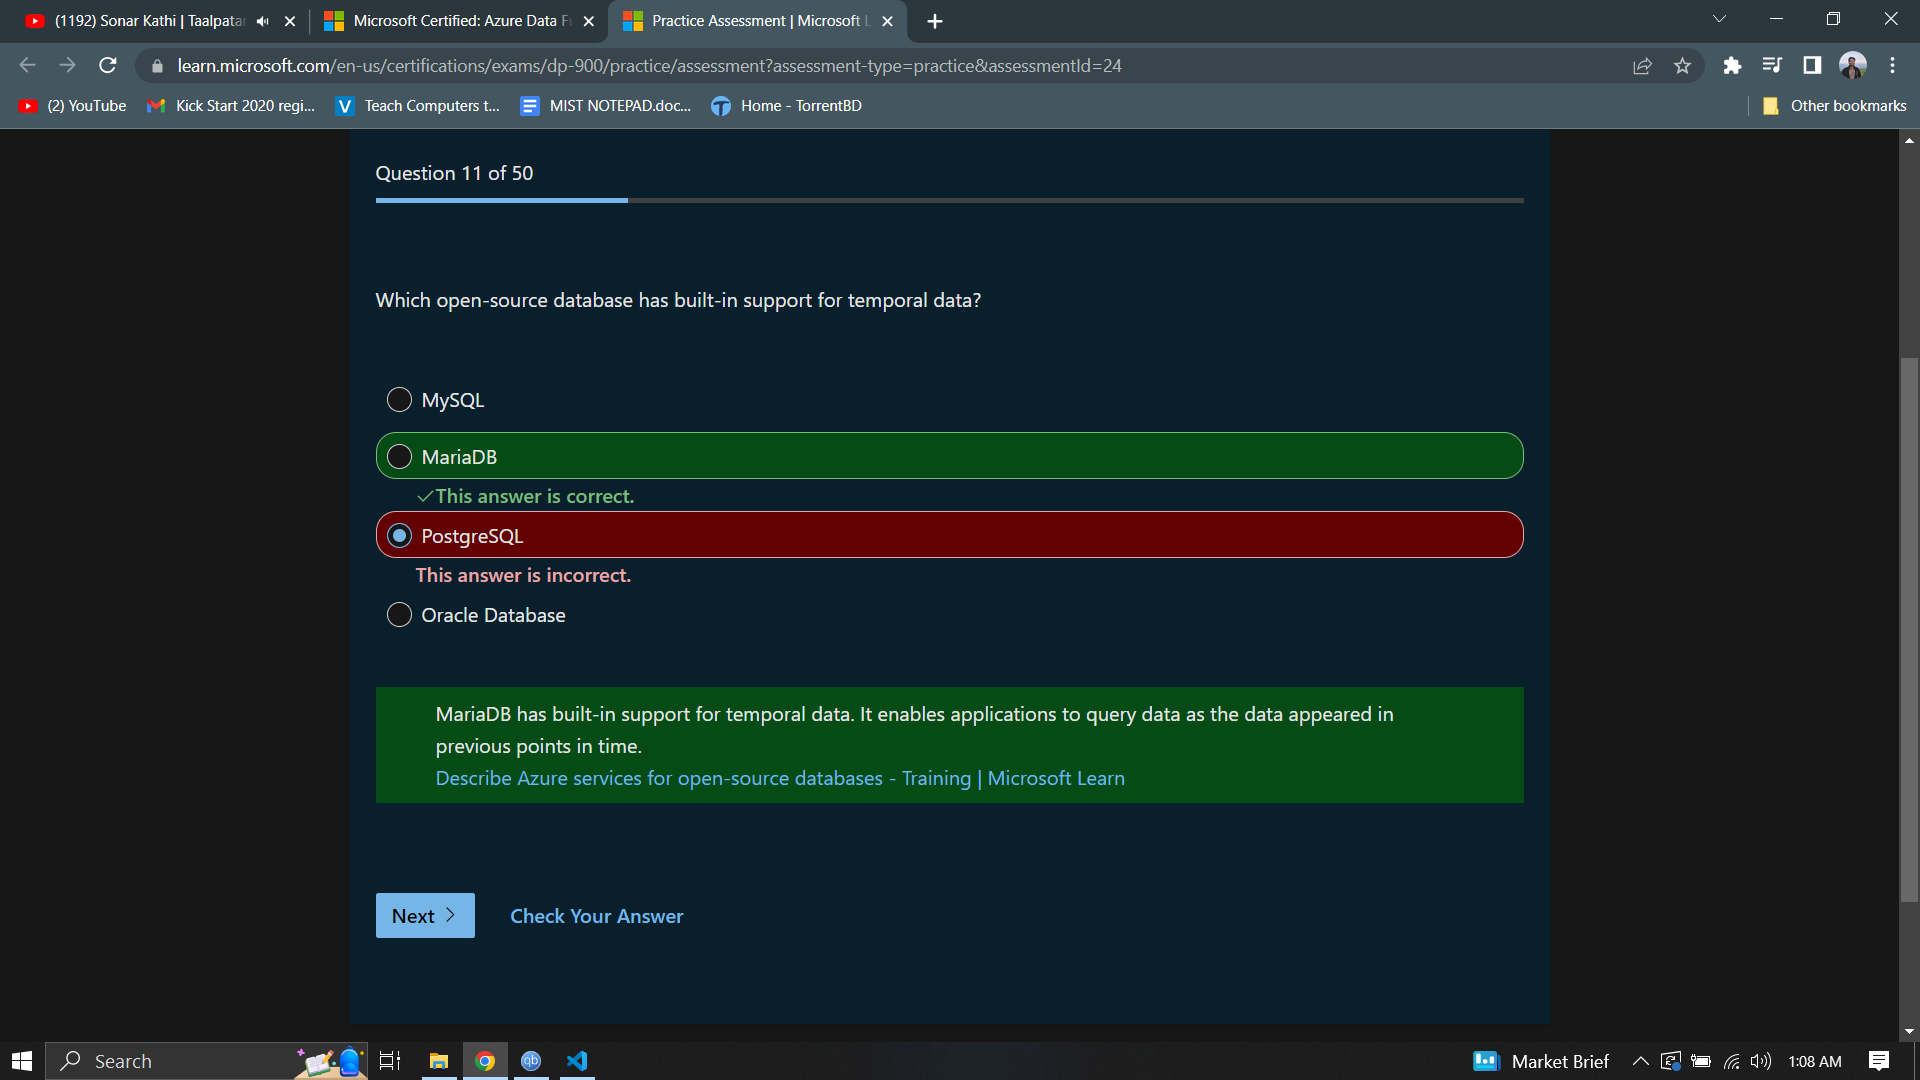 (1192) Sonar Kathi | Taalpatar
Microsoft Certified: Azure Data F
Practice Assessment | Microsoft L
learn.microsoft.com/en-us/certifications/exams/dp-900/practice/assessment?assessment-type=practice&assessmentId=24
(2) YouTube
Kick Start 2020 regi...
Teach Computers t...
MIST NOTEPAD.doc...
Home - TorrentBD
Other bookmarks
Question 11 of 50
Which open-source database has built-in support for temporal data?
MySQL
MariaDB
This answer is correct.
PostgreSQL
This answer is incorrect.
Oracle Database
MariaDB has built-in support for temporal data. It enables applications to query data as the data appeared in
previous points in time.
Describe Azure services for open-source databases - Training | Microsoft Learn
Next
Check Your Answer
Search
qb
Market Brief
1:08 AM